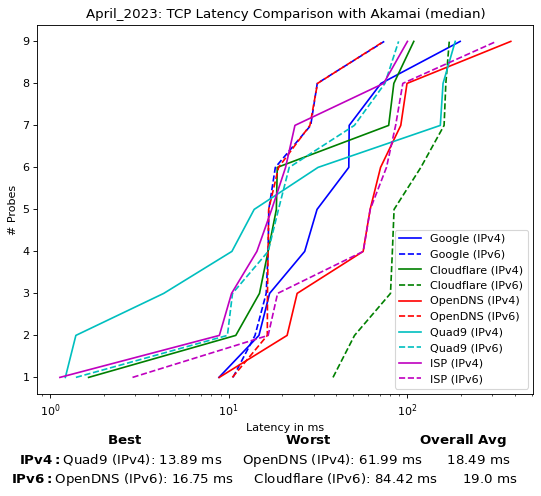 April_2023: TCP Latency Comparison with Akamai (median)
# Probes
9
8
7
6
5
4
3
2
1
Google (IPv4)
Google (IPv6)
Cloudflare (IPv4)
Cloudflare (IPv6)
OpenDNS (IPv4)
OpenDNS (IPv6)
Quad9 (IPv4)
Quad9 (IPv6)
ISP (IPv4)
ISP (IPv6)
10⁰ 10¹ 10²
Latency in ms
Best Worst Overall Avg
IPv4: Quad9 (IPv4): 13.89 ms OpenDNS (IPv4): 61.99 ms 18.49 ms
IPv6: OpenDNS (IPv6): 16.75 ms Cloudflare (IPv6): 84.42 ms 19.0 ms